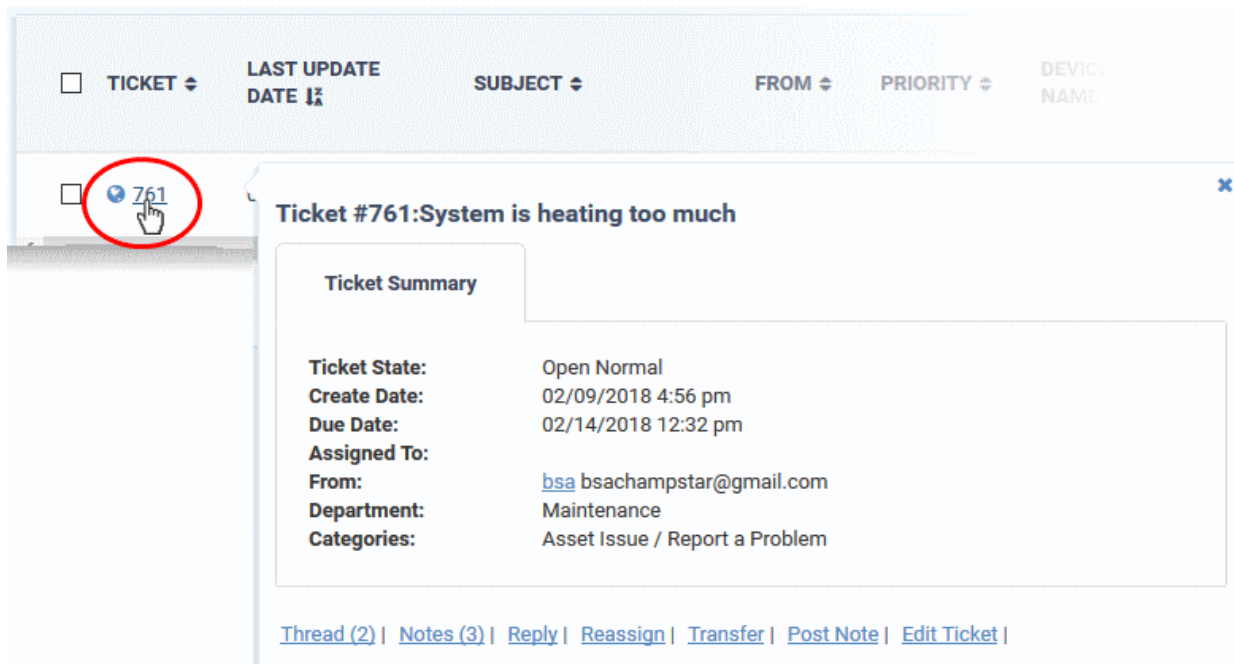 TICKET LAST UPDATE DATE SUBJECT FROM PRIORITY DEVIC NAME
761
Ticket #761:System is heating too much
Ticket Summary
Ticket State: Open Normal
Create Date: 02/09/2018 4:56 pm
Due Date: 02/14/2018 12:32 pm
Assigned To:
From: bsa bsachampstar@gmail.com
Department: Maintenance
Categories: Asset Issue / Report a Problem
Thread (2) | Notes (3) | Reply | Reassign | Transfer | Post Note | Edit Ticket |